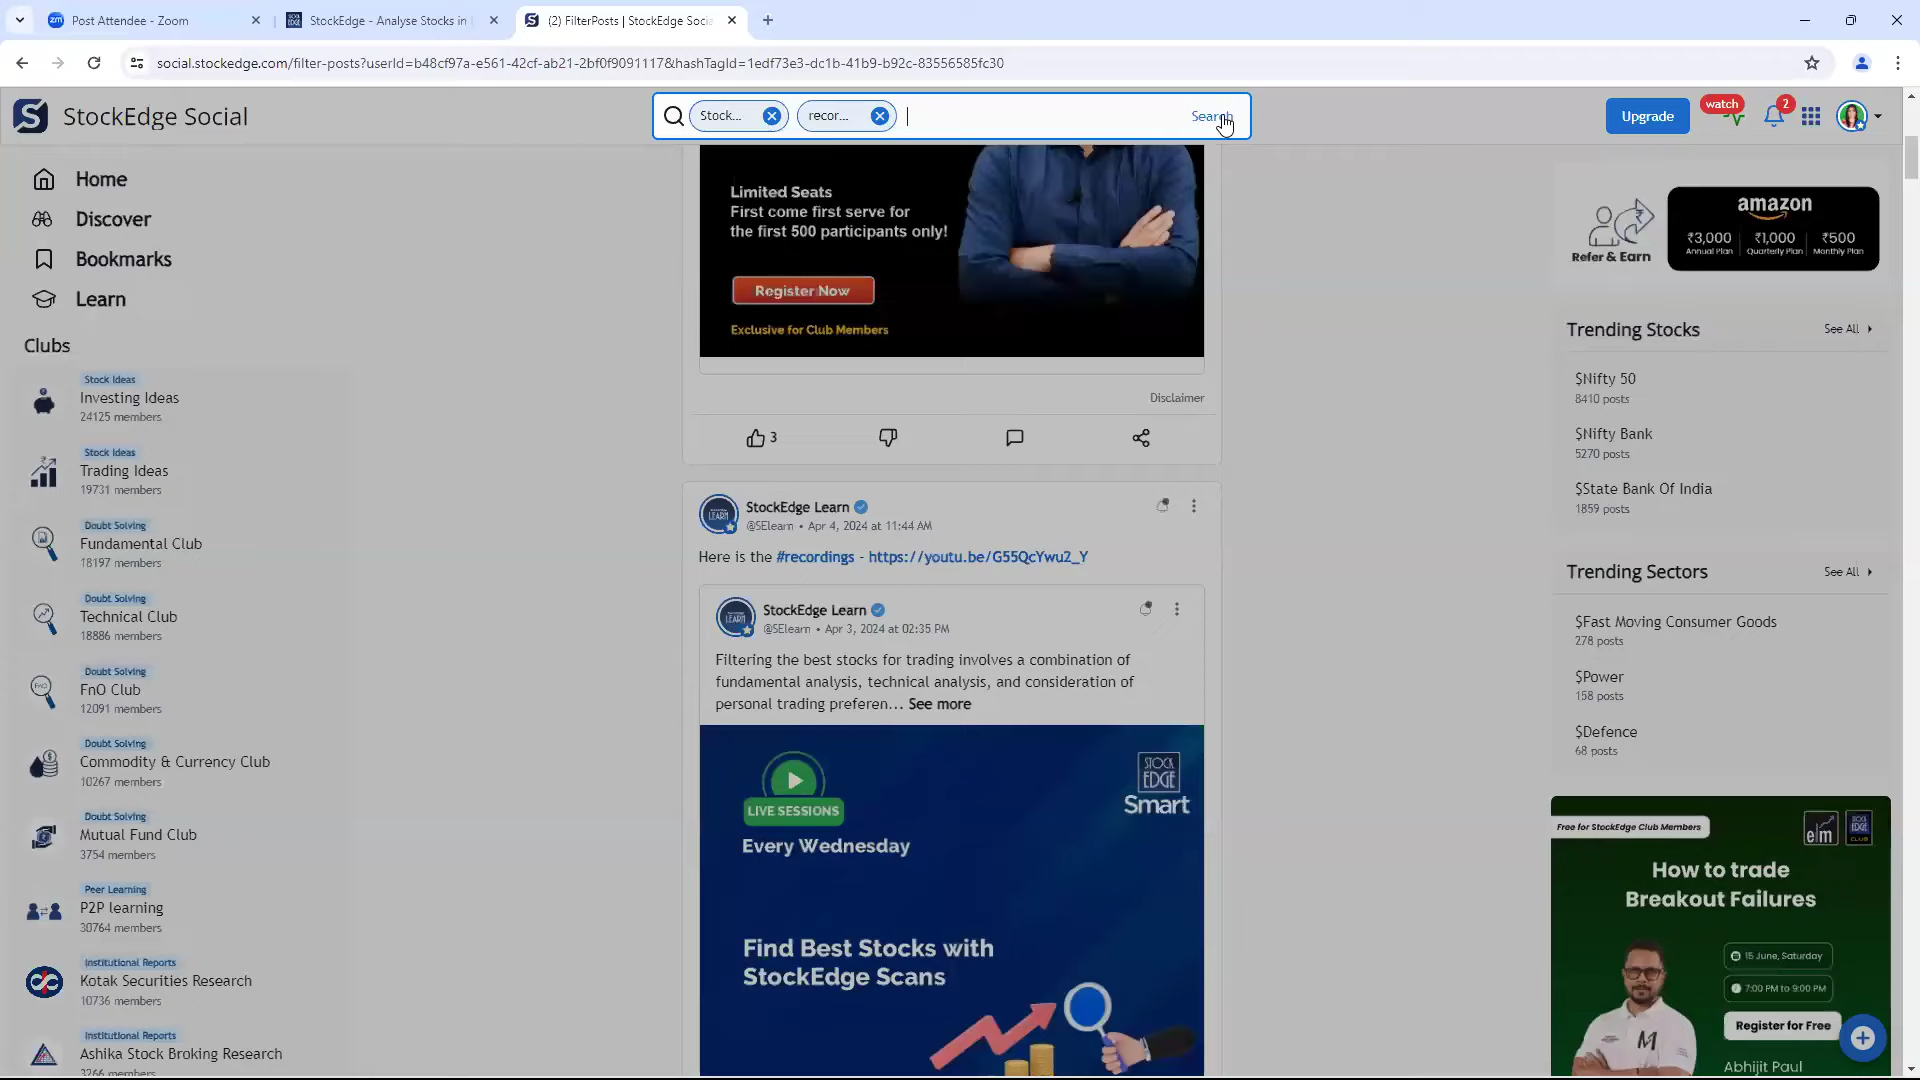 Post Attendee - Zoom
StockEdge - Analyse Stocks in
(2) FilterPosts | StockEdge Socia
social.stockedge.com/filter-posts?userId=b48cf97a-e561-42cf-ab21-2bf0f9091117&hashTagId=1edf73e3-dc1b-41b9-b92c-83556585fc30
StockEdge Social
Stock...
recor...
Search
Upgrade
watch
2
Home
Discover
Bookmarks
Learn
Clubs
Stock Ideas
Investing Ideas
24125 members
Stock Ideas
Trading Ideas
19731 members
Doubt Solving
Fundamental Club
18197 members
Doubt Solving
Technical Club
18886 members
Doubt Solving
FnO Club
12091 members
Doubt Solving
Commodity & Currency Club
10267 members
Doubt Solving
Mutual Fund Club
3754 members
Peer Learning
P2P learning
30764 members
Institutional Reports
Kotak Securities Research
10736 members
Institutional Reports
Ashika Stock Broking Research
3266 members
Limited Seats
First come first serve for
the first 500 participants only!
Register Now
Exclusive for Club Members
Disclaimer
3
StockEdge Learn
@SElearn • Apr 4, 2024 at 11:44 AM
Here is the #recordings - https://youtu.be/G55QcYwu2_Y
StockEdge Learn
@SElearn • Apr 3, 2024 at 02:35 PM
Filtering the best stocks for trading involves a combination of
fundamental analysis, technical analysis, and consideration of
personal trading preferen... See more
LIVE SESSIONS
Every Wednesday
STOCK
EDGE
Smart
Find Best Stocks with
StockEdge Scans
Refer & Earn
amazon
₹3,000
Annual Plan
₹1,000
Quarterly Plan
₹500
Monthly Plan
Trending Stocks
See All
$Nifty 50
8410 posts
$Nifty Bank
5270 posts
$State Bank Of India
1859 posts
Trending Sectors
See All
$Fast Moving Consumer Goods
278 posts
$Power
158 posts
$Defence
68 posts
Free for StockEdge Club Members
elm
STOCK
EDGE
CLUB
How to trade
Breakout Failures
15 June, Saturday
7:00 PM to 9:00 PM
Register for Free
Abhijit Paul